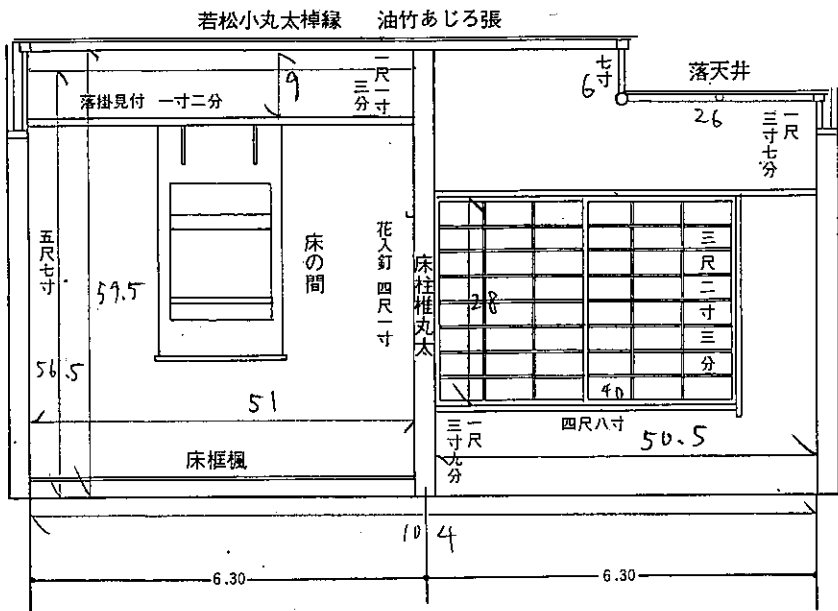 若松小丸太棹縁 油竹あじろ張
七寸
6
落天井
26
一尺三寸七分
落掛見付 一寸二分
9
一尺一寸三分
五尺七寸
59.5
56.5
床の間
花入釘 四尺一寸
床柱椎丸太
28
三尺二寸三分
40
51
四尺八寸
一尺三寸九分
50.5
床框楓
104
6.30
6.30